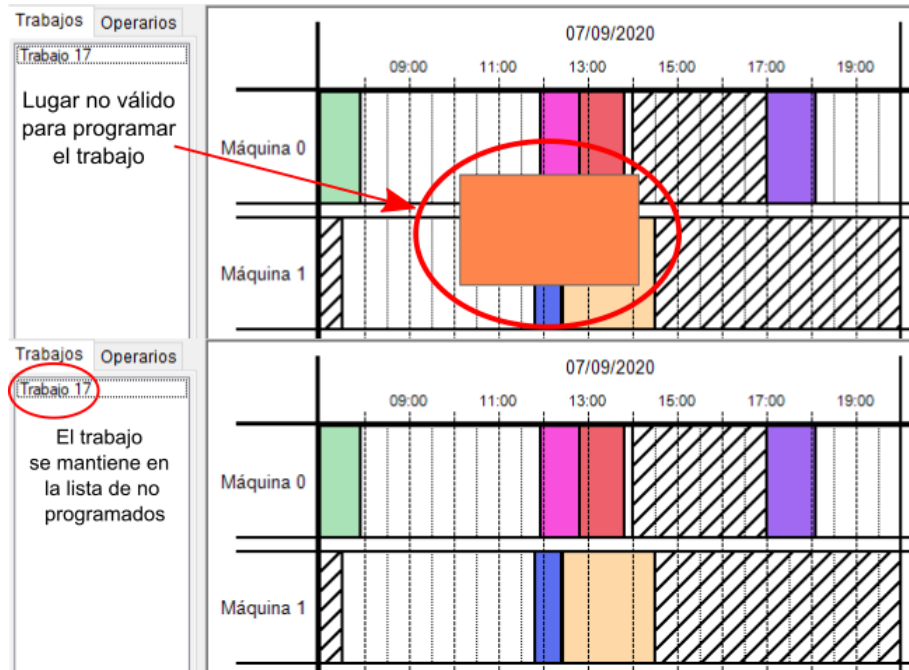 Trabajos Operarios
Trabajo 17
Lugar no válido
para programar
el trabajo
07/09/2020
09:00 11:00 13:00 15:00 17:00 19:00
Máquina 0
Máquina 1
Trabajos Operarios
Trabajo 17
El trabajo
se mantiene en
la lista de no
programados
07/09/2020
09:00 11:00 13:00 15:00 17:00 19:00
Máquina 0
Máquina 1